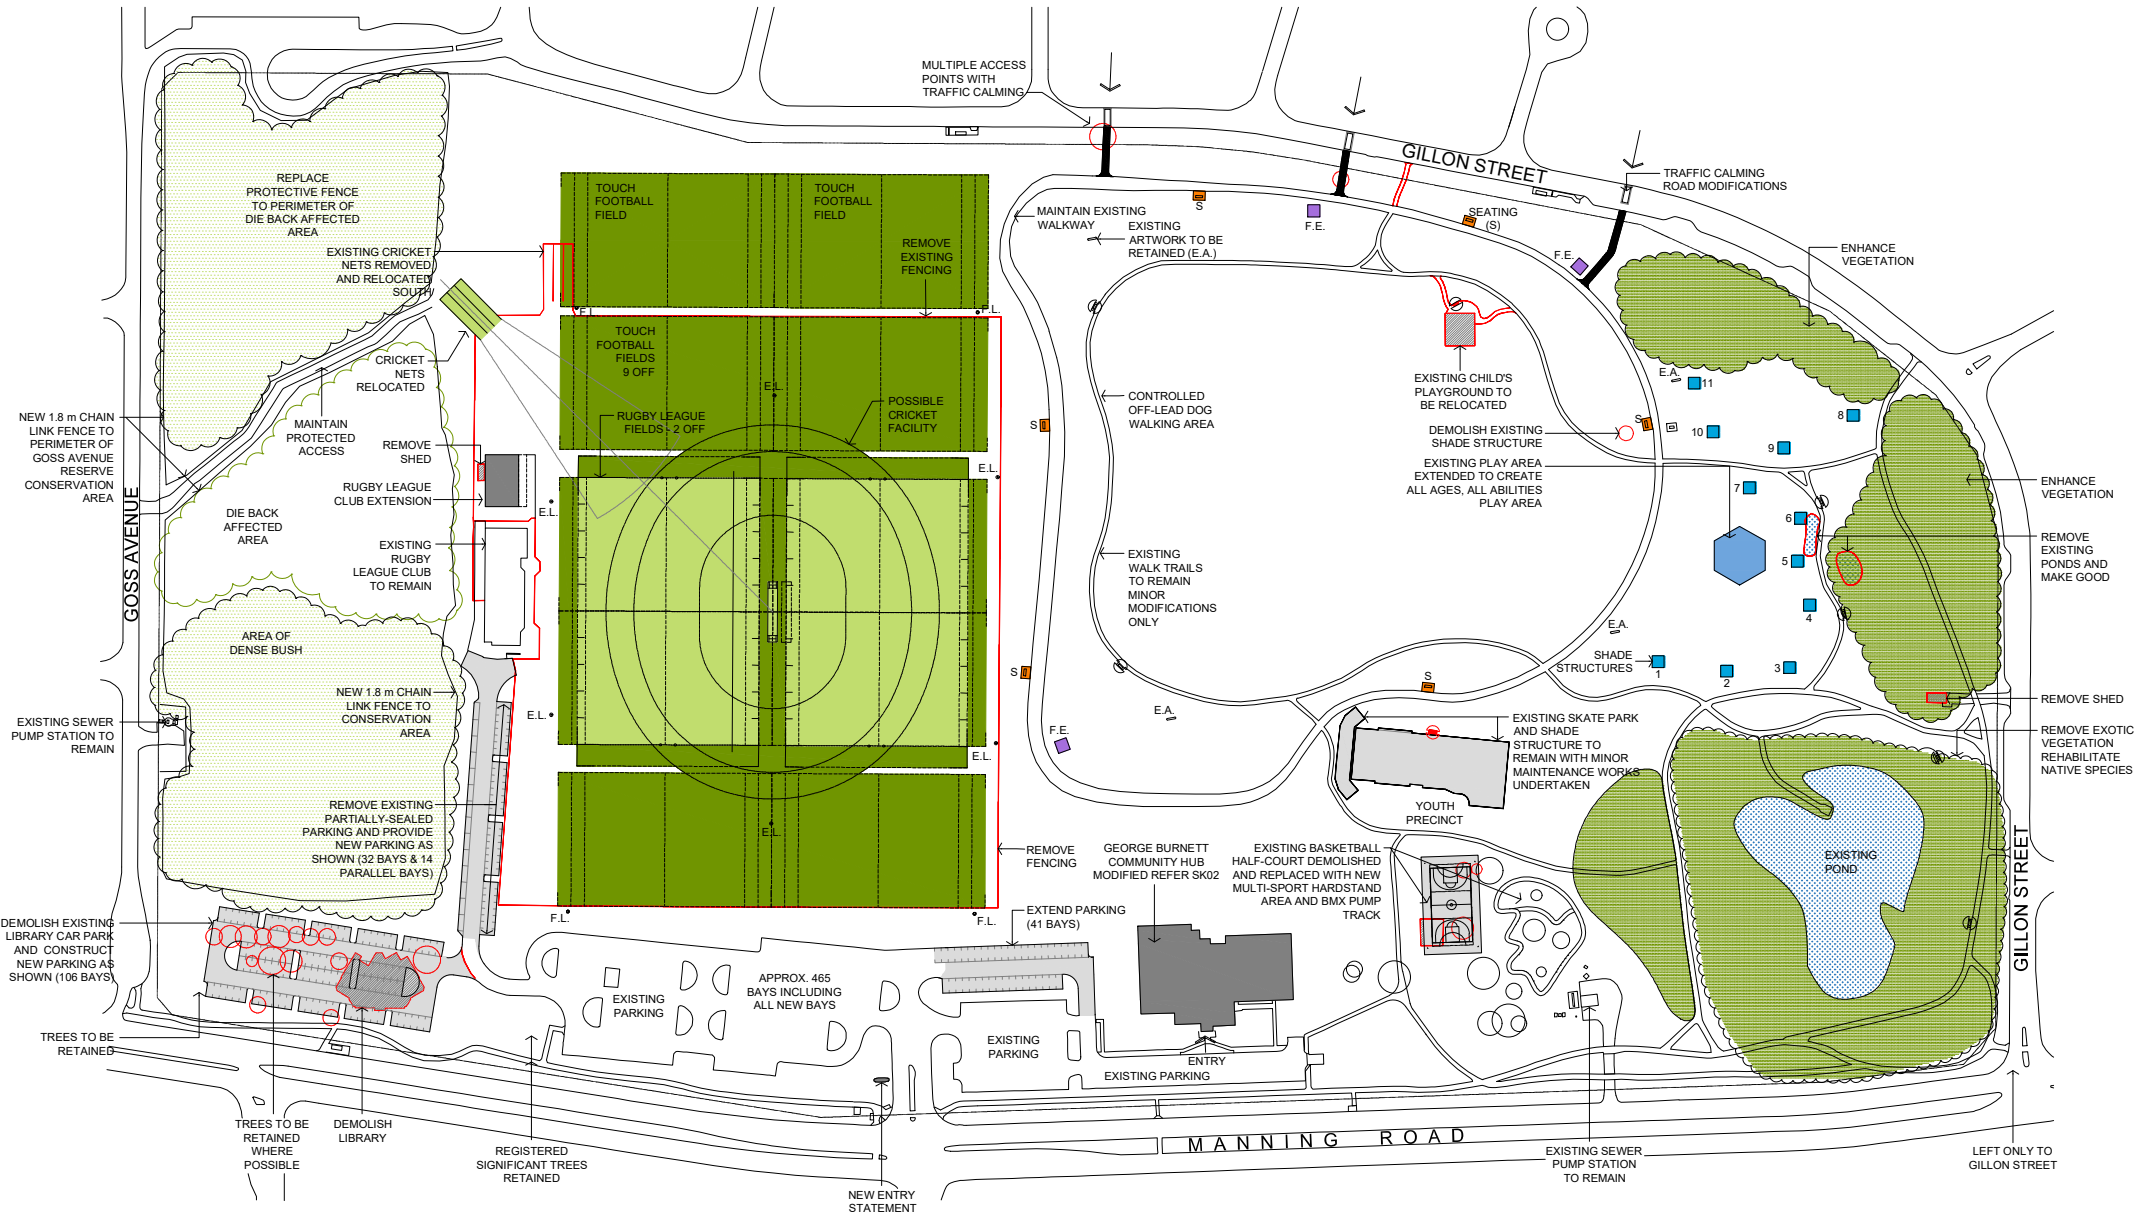 MULTIPLE ACCESS
POINTS WITH
TRAFFIC CALMING
GILLON STREET
TRAFFIC CALMING
ROAD MODIFICATIONS
REPLACE
PROTECTIVE FENCE
TO PERIMETER OF
DIE BACK AFFECTED
AREA
TOUCH
FOOTBALL
FIELD
TOUCH
FOOTBALL
FIELD
MAINTAIN EXISTING
WALKWAY
S
F.E.
SEATING
(S)
EXISTING
ARTWORK TO BE
RETAINED (E.A.)
F.E.
ENHANCE
VEGETATION
EXISTING CRICKET
NETS REMOVED
AND RELOCATED
SOUTH
REMOVE
EXISTING
FENCING
F.L.
F.L.
TOUCH
FOOTBALL
FIELDS
9 OFF
CRICKET
NETS
RELOCATED
E.L.
POSSIBLE
CRICKET
FACILITY
RUGBY LEAGUE
FIELDS - 2 OFF
CONTROLLED
OFF-LEAD DOG
WALKING AREA
EXISTING CHILD'S
PLAYGROUND TO
BE RELOCATED
E.A.
11
8
S
S
10
9
DEMOLISH EXISTING
SHADE STRUCTURE
NEW 1.8 m CHAIN
LINK FENCE TO
PERIMETER OF
GOSS AVENUE
RESERVE
CONSERVATION
AREA
MAINTAIN
PROTECTED
ACCESS
REMOVE
SHED
E.L.
EXISTING PLAY AREA
EXTENDED TO CREATE
ALL AGES, ALL ABILITIES
PLAY AREA
7
ENHANCE
VEGETATION
RUGBY LEAGUE
CLUB EXTENSION
E.L.
6
DIE BACK
AFFECTED
AREA
GOSS AVENUE
EXISTING
RUGBY
LEAGUE CLUB
TO REMAIN
EXISTING
WALK TRAILS
TO REMAIN
MINOR
MODIFICATIONS
ONLY
5
4
REMOVE
EXISTING
PONDS AND
MAKE GOOD
AREA OF
DENSE BUSH
E.A.
SHADE
STRUCTURES
1
2
3
S
S
NEW 1.8 m CHAIN
LINK FENCE TO
CONSERVATION
AREA
REMOVE SHED
EXISTING SEWER
PUMP STATION TO
REMAIN
E.L.
E.A.
F.E.
E.L.
EXISTING SKATE PARK
AND SHADE
STRUCTURE TO
REMAIN WITH MINOR
MAINTENANCE WORKS
UNDERTAKEN
REMOVE EXOTIC
VEGETATION
REHABILITATE
NATIVE SPECIES
YOUTH
PRECINCT
REMOVE EXISTING
PARTIALLY-SEALED
PARKING AND PROVIDE
NEW PARKING AS
SHOWN (32 BAYS & 14
PARALLEL BAYS)
E.L.
REMOVE
FENCING
GEORGE BURNETT
COMMUNITY HUB
MODIFIED REFER SK02
EXISTING BASKETBALL
HALF-COURT DEMOLISHED
AND REPLACED WITH NEW
MULTI-SPORT HARDSTAND
AREA AND BMX PUMP
TRACK
EXISTING
POND
GILLON STREET
F.L.
F.L.
EXTEND PARKING
(41 BAYS)
DEMOLISH EXISTING
LIBRARY CAR PARK
AND CONSTRUCT
NEW PARKING AS
SHOWN (106 BAYS)
EXISTING
PARKING
APPROX. 465
BAYS INCLUDING
ALL NEW BAYS
EXISTING
PARKING
ENTRY
EXISTING PARKING
TREES TO BE
RETAINED
TREES TO BE
RETAINED
WHERE
POSSIBLE
DEMOLISH
LIBRARY
REGISTERED
SIGNIFICANT TREES
RETAINED
NEW ENTRY
STATEMENT
MANNING ROAD
EXISTING SEWER
PUMP STATION
TO REMAIN
LEFT ONLY TO
GILLON STREET